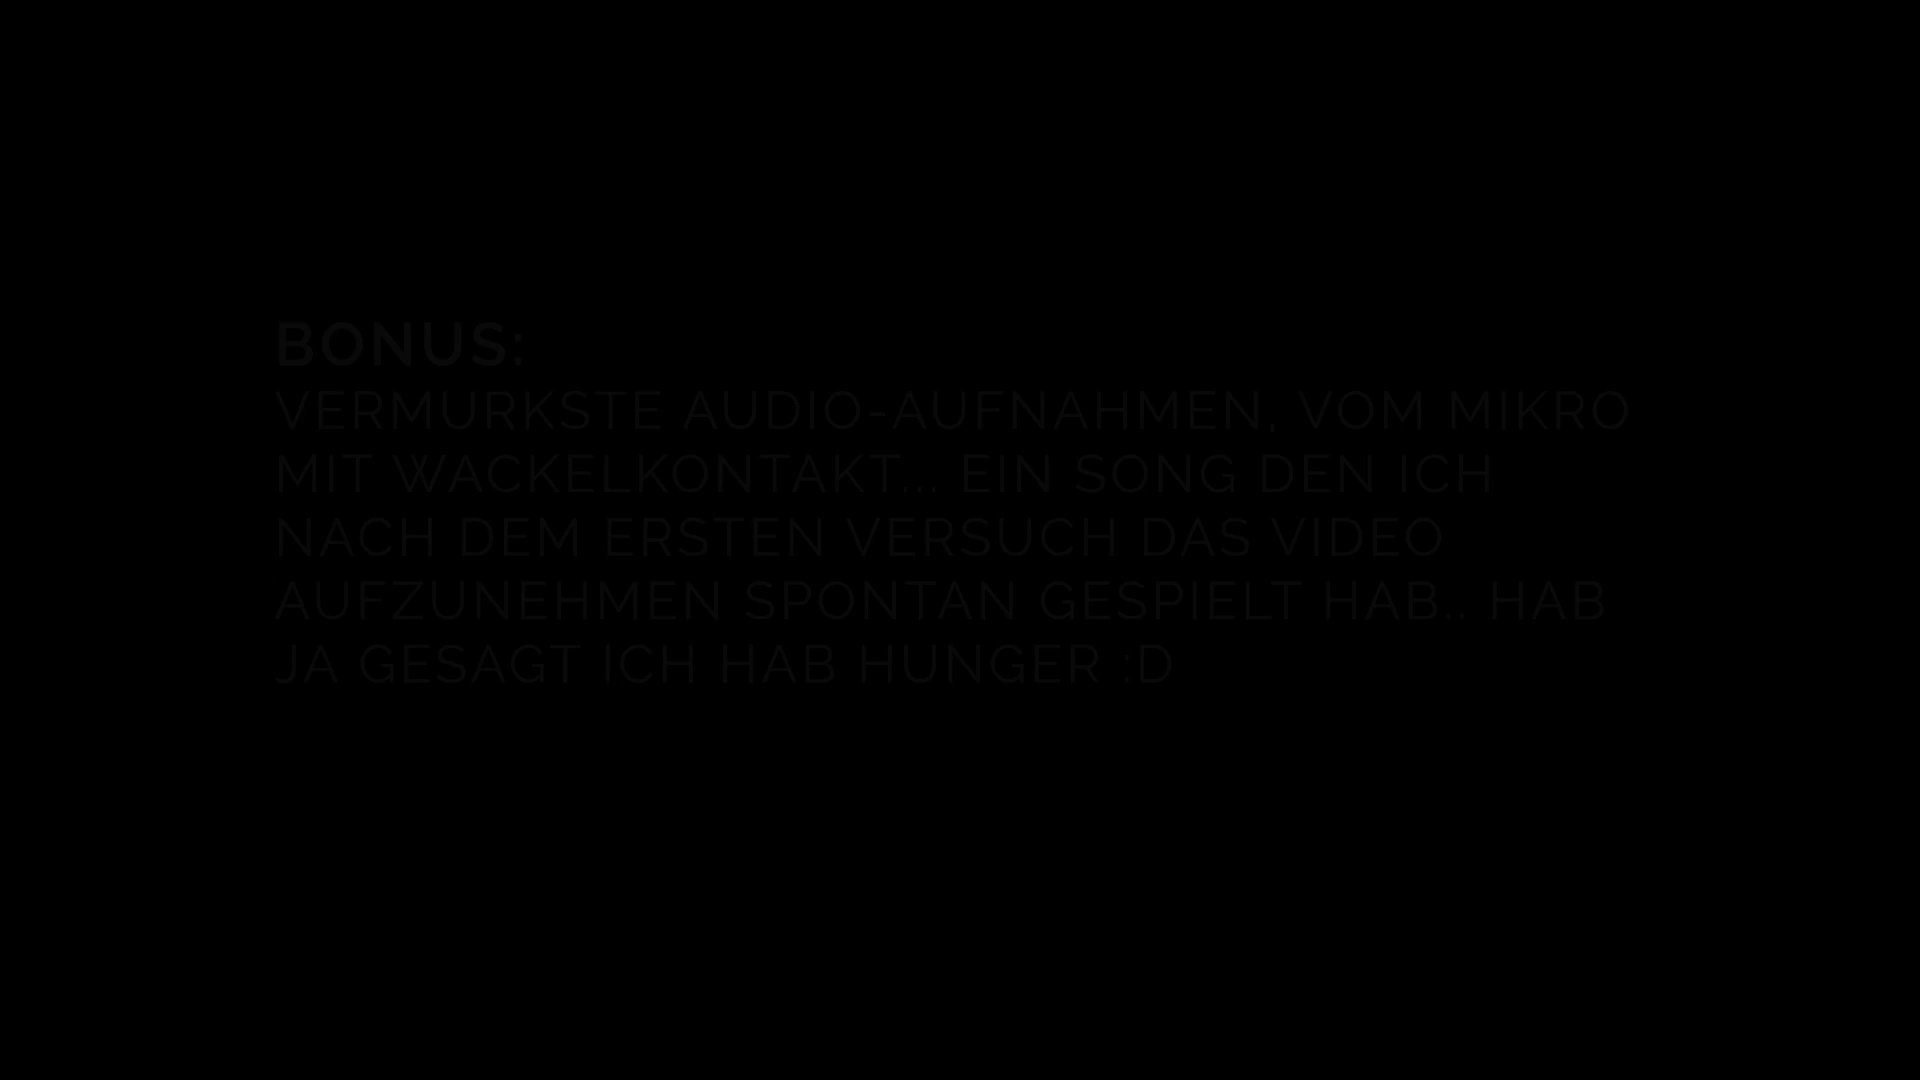 BONUS:
VERMURKSTE AUDIO-AUFNAHMEN, VOM MIKRO
MIT WACKELKONTAKT... EIN SONG DEN ICH
NACH DEM ERSTEN VERSUCH DAS VIDEO
AUFZUNEHMEN SPONTAN GESPIELT HAB.. HAB
JA GESAGT ICH HAB HUNGER :D